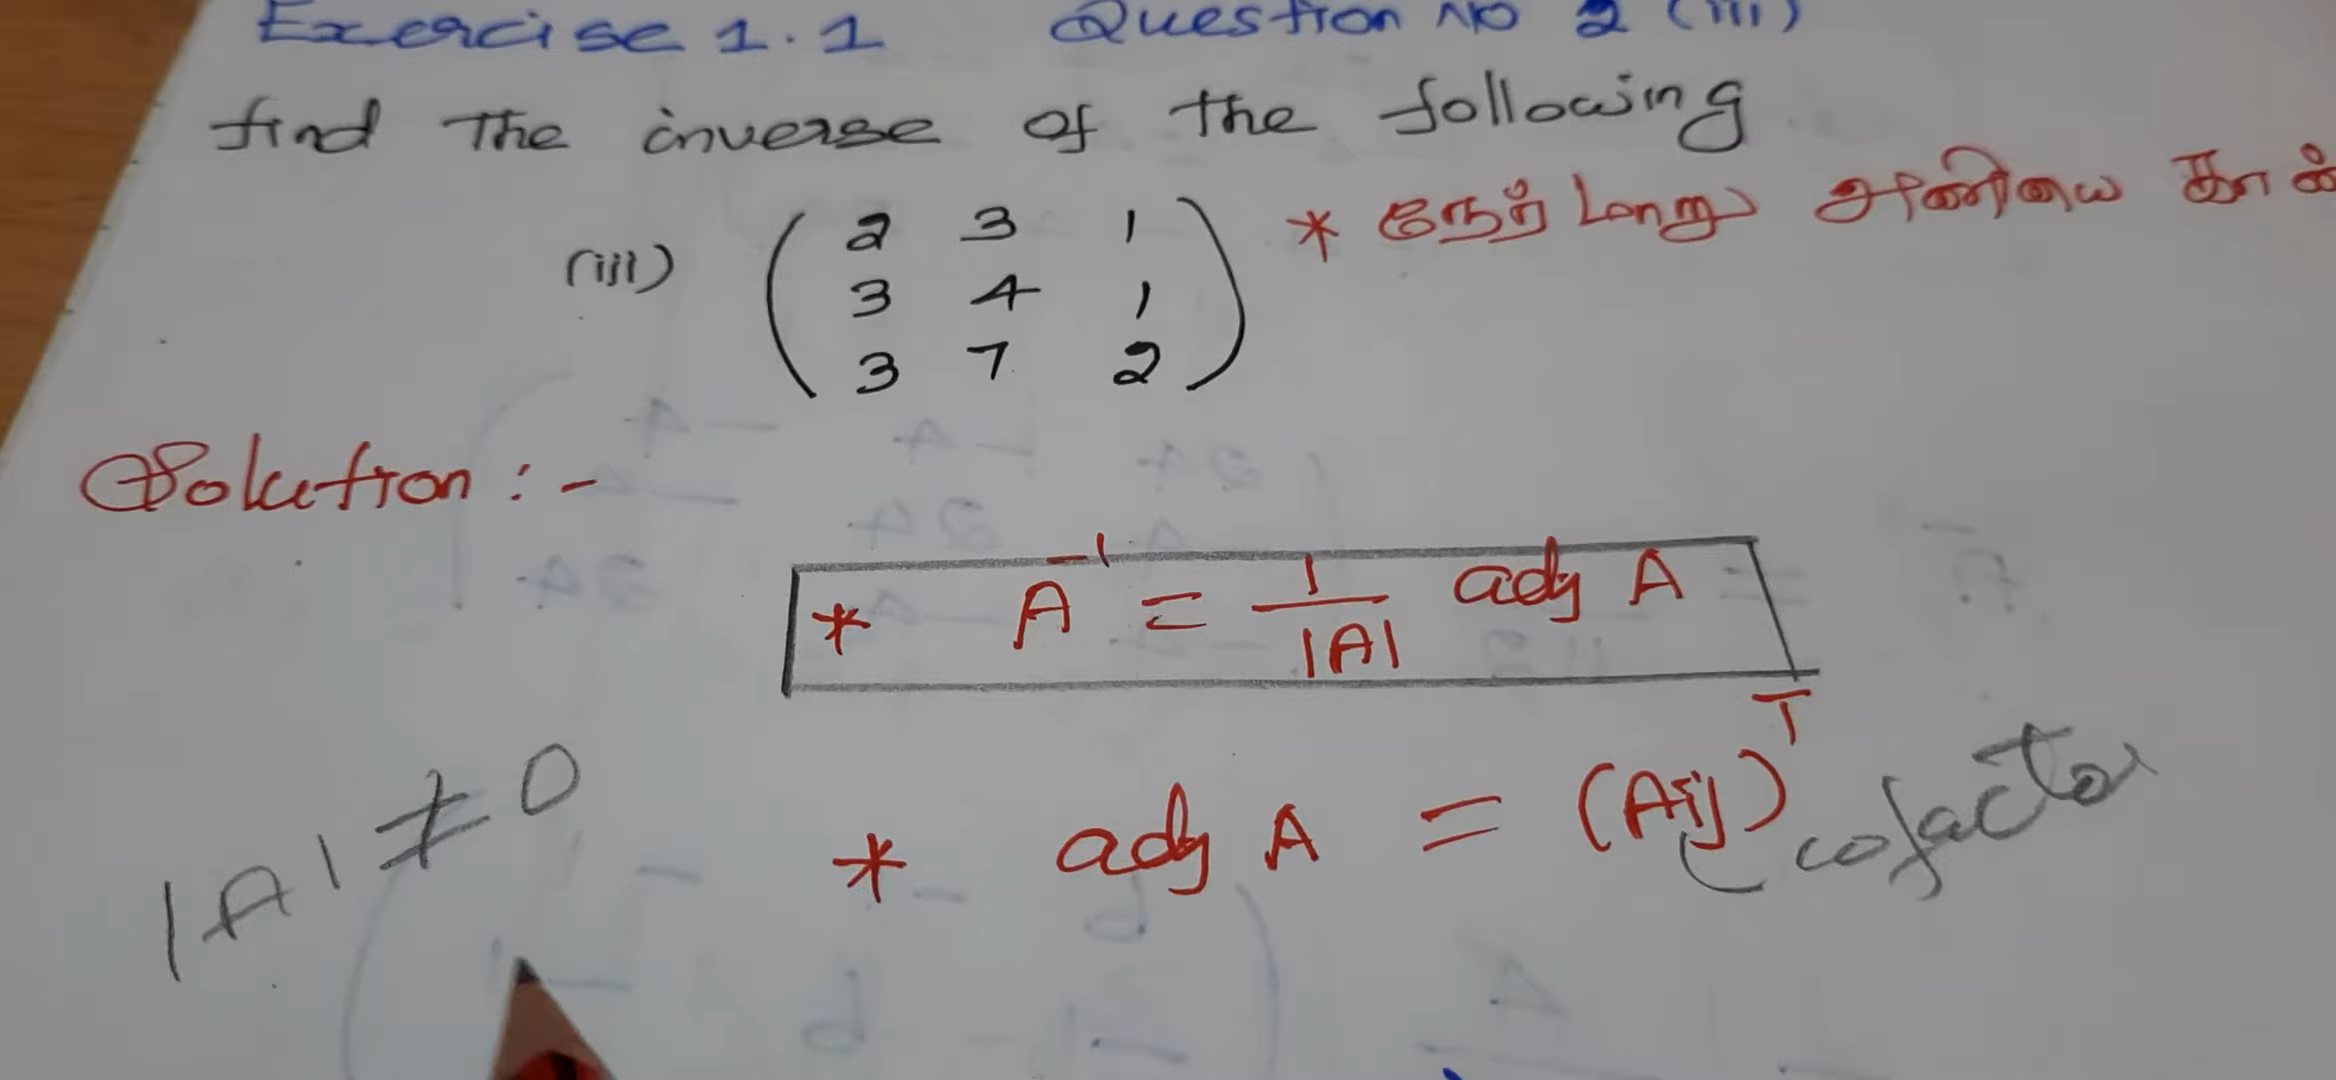 Exercise 1.1 Question No 2 (iii)
find The inverse of the following
* நேர்மாறு அணியை காண்
(iii) ( 2 3 1
3 4 1
3 7 2 )
Solution :-
* A⁻¹ = 1/|A| adj A
* adj A = (Aij)ᵀ cofactor
|A| ≠ 0